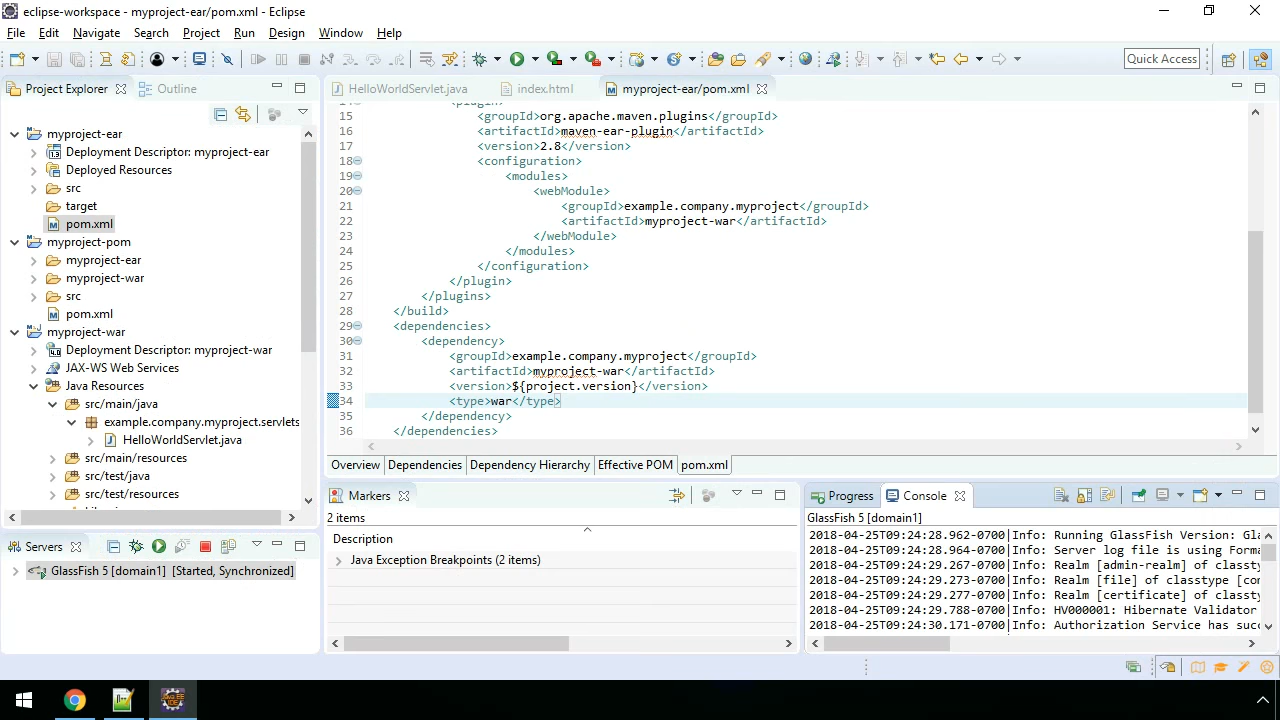 eclipse-workspace - myproject-ear/pom.xml - Eclipse
File Edit Navigate Search Project Run Design Window Help
Quick Access
Project Explorer Outline
myproject-ear
Deployment Descriptor: myproject-ear
Deployed Resources
src
target
pom.xml
myproject-pom
myproject-ear
myproject-war
src
pom.xml
myproject-war
Deployment Descriptor: myproject-war
JAX-WS Web Services
Java Resources
src/main/java
example.company.myproject.servlets
HelloWorldServlet.java
src/main/resources
src/test/java
src/test/resources
HelloWorldServlet.java index.html myproject-ear/pom.xml
14 <plugin>
15 <groupId>org.apache.maven.plugins</groupId>
16 <artifactId>maven-ear-plugin</artifactId>
17 <version>2.8</version>
18 <configuration>
19 <modules>
20 <webModule>
21 <groupId>example.company.myproject</groupId>
22 <artifactId>myproject-war</artifactId>
23 </webModule>
24 </modules>
25 </configuration>
26 </plugin>
27 </plugins>
28 </build>
29 <dependencies>
30 <dependency>
31 <groupId>example.company.myproject</groupId>
32 <artifactId>myproject-war</artifactId>
33 <version>${project.version}</version>
34 <type>war</type>
35 </dependency>
36 </dependencies>
Overview Dependencies Dependency Hierarchy Effective POM pom.xml
Servers
GlassFish 5 [domain1] [Started, Synchronized]
Markers
2 items
Description
Java Exception Breakpoints (2 items)
Progress Console
GlassFish 5 [domain1]
2018-04-25T09:24:28.962-0700|Info: Running GlassFish Version: Gla
2018-04-25T09:24:28.964-0700|Info: Server log file is using Forma
2018-04-25T09:24:29.267-0700|Info: Realm [admin-realm] of classty
2018-04-25T09:24:29.273-0700|Info: Realm [file] of classtype [com
2018-04-25T09:24:29.277-0700|Info: Realm [certificate] of classty
2018-04-25T09:24:29.788-0700|Info: HV000001: Hibernate Validator
2018-04-25T09:24:30.171-0700|Info: Authorization Service has succ